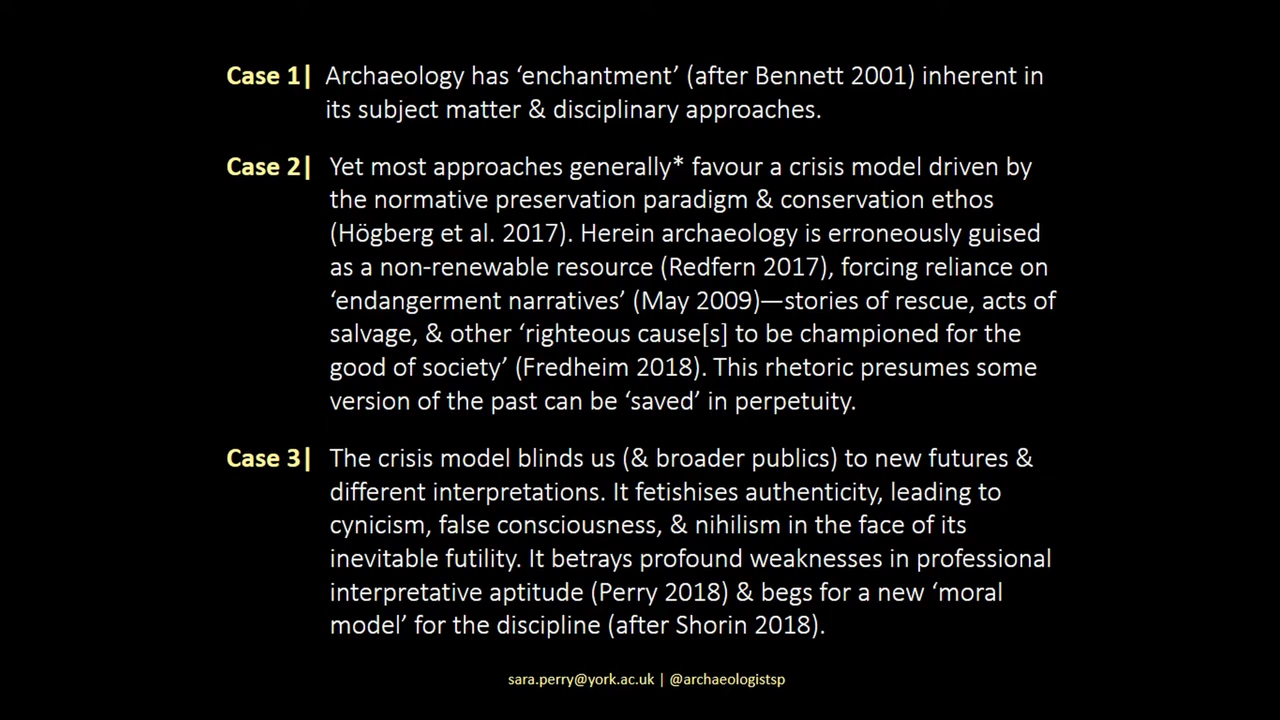 Case 1| Archaeology has ‘enchantment’ (after Bennett 2001) inherent in
its subject matter & disciplinary approaches.
Case 2| Yet most approaches generally* favour a crisis model driven by
the normative preservation paradigm & conservation ethos
(Högberg et al. 2017). Herein archaeology is erroneously guised
as a non-renewable resource (Redfern 2017), forcing reliance on
‘endangerment narratives’ (May 2009)—stories of rescue, acts of
salvage, & other ‘righteous cause[s] to be championed for the
good of society’ (Fredheim 2018). This rhetoric presumes some
version of the past can be ‘saved’ in perpetuity.
Case 3| The crisis model blinds us (& broader publics) to new futures &
different interpretations. It fetishises authenticity, leading to
cynicism, false consciousness, & nihilism in the face of its
inevitable futility. It betrays profound weaknesses in professional
interpretative aptitude (Perry 2018) & begs for a new ‘moral
model’ for the discipline (after Shorin 2018).
sara.perry@york.ac.uk | @archaeologistsp